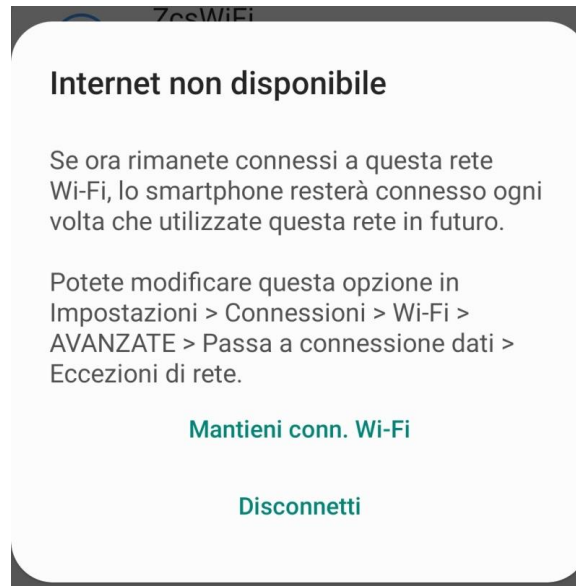 ZcsWiFi
Internet non disponibile
Se ora rimanete connessi a questa rete
Wi-Fi, lo smartphone resterà connesso ogni
volta che utilizzate questa rete in futuro.
Potete modificare questa opzione in
Impostazioni > Connessioni > Wi-Fi >
AVANZATE > Passa a connessione dati >
Eccezioni di rete.
Mantieni conn. Wi-Fi
Disconnetti